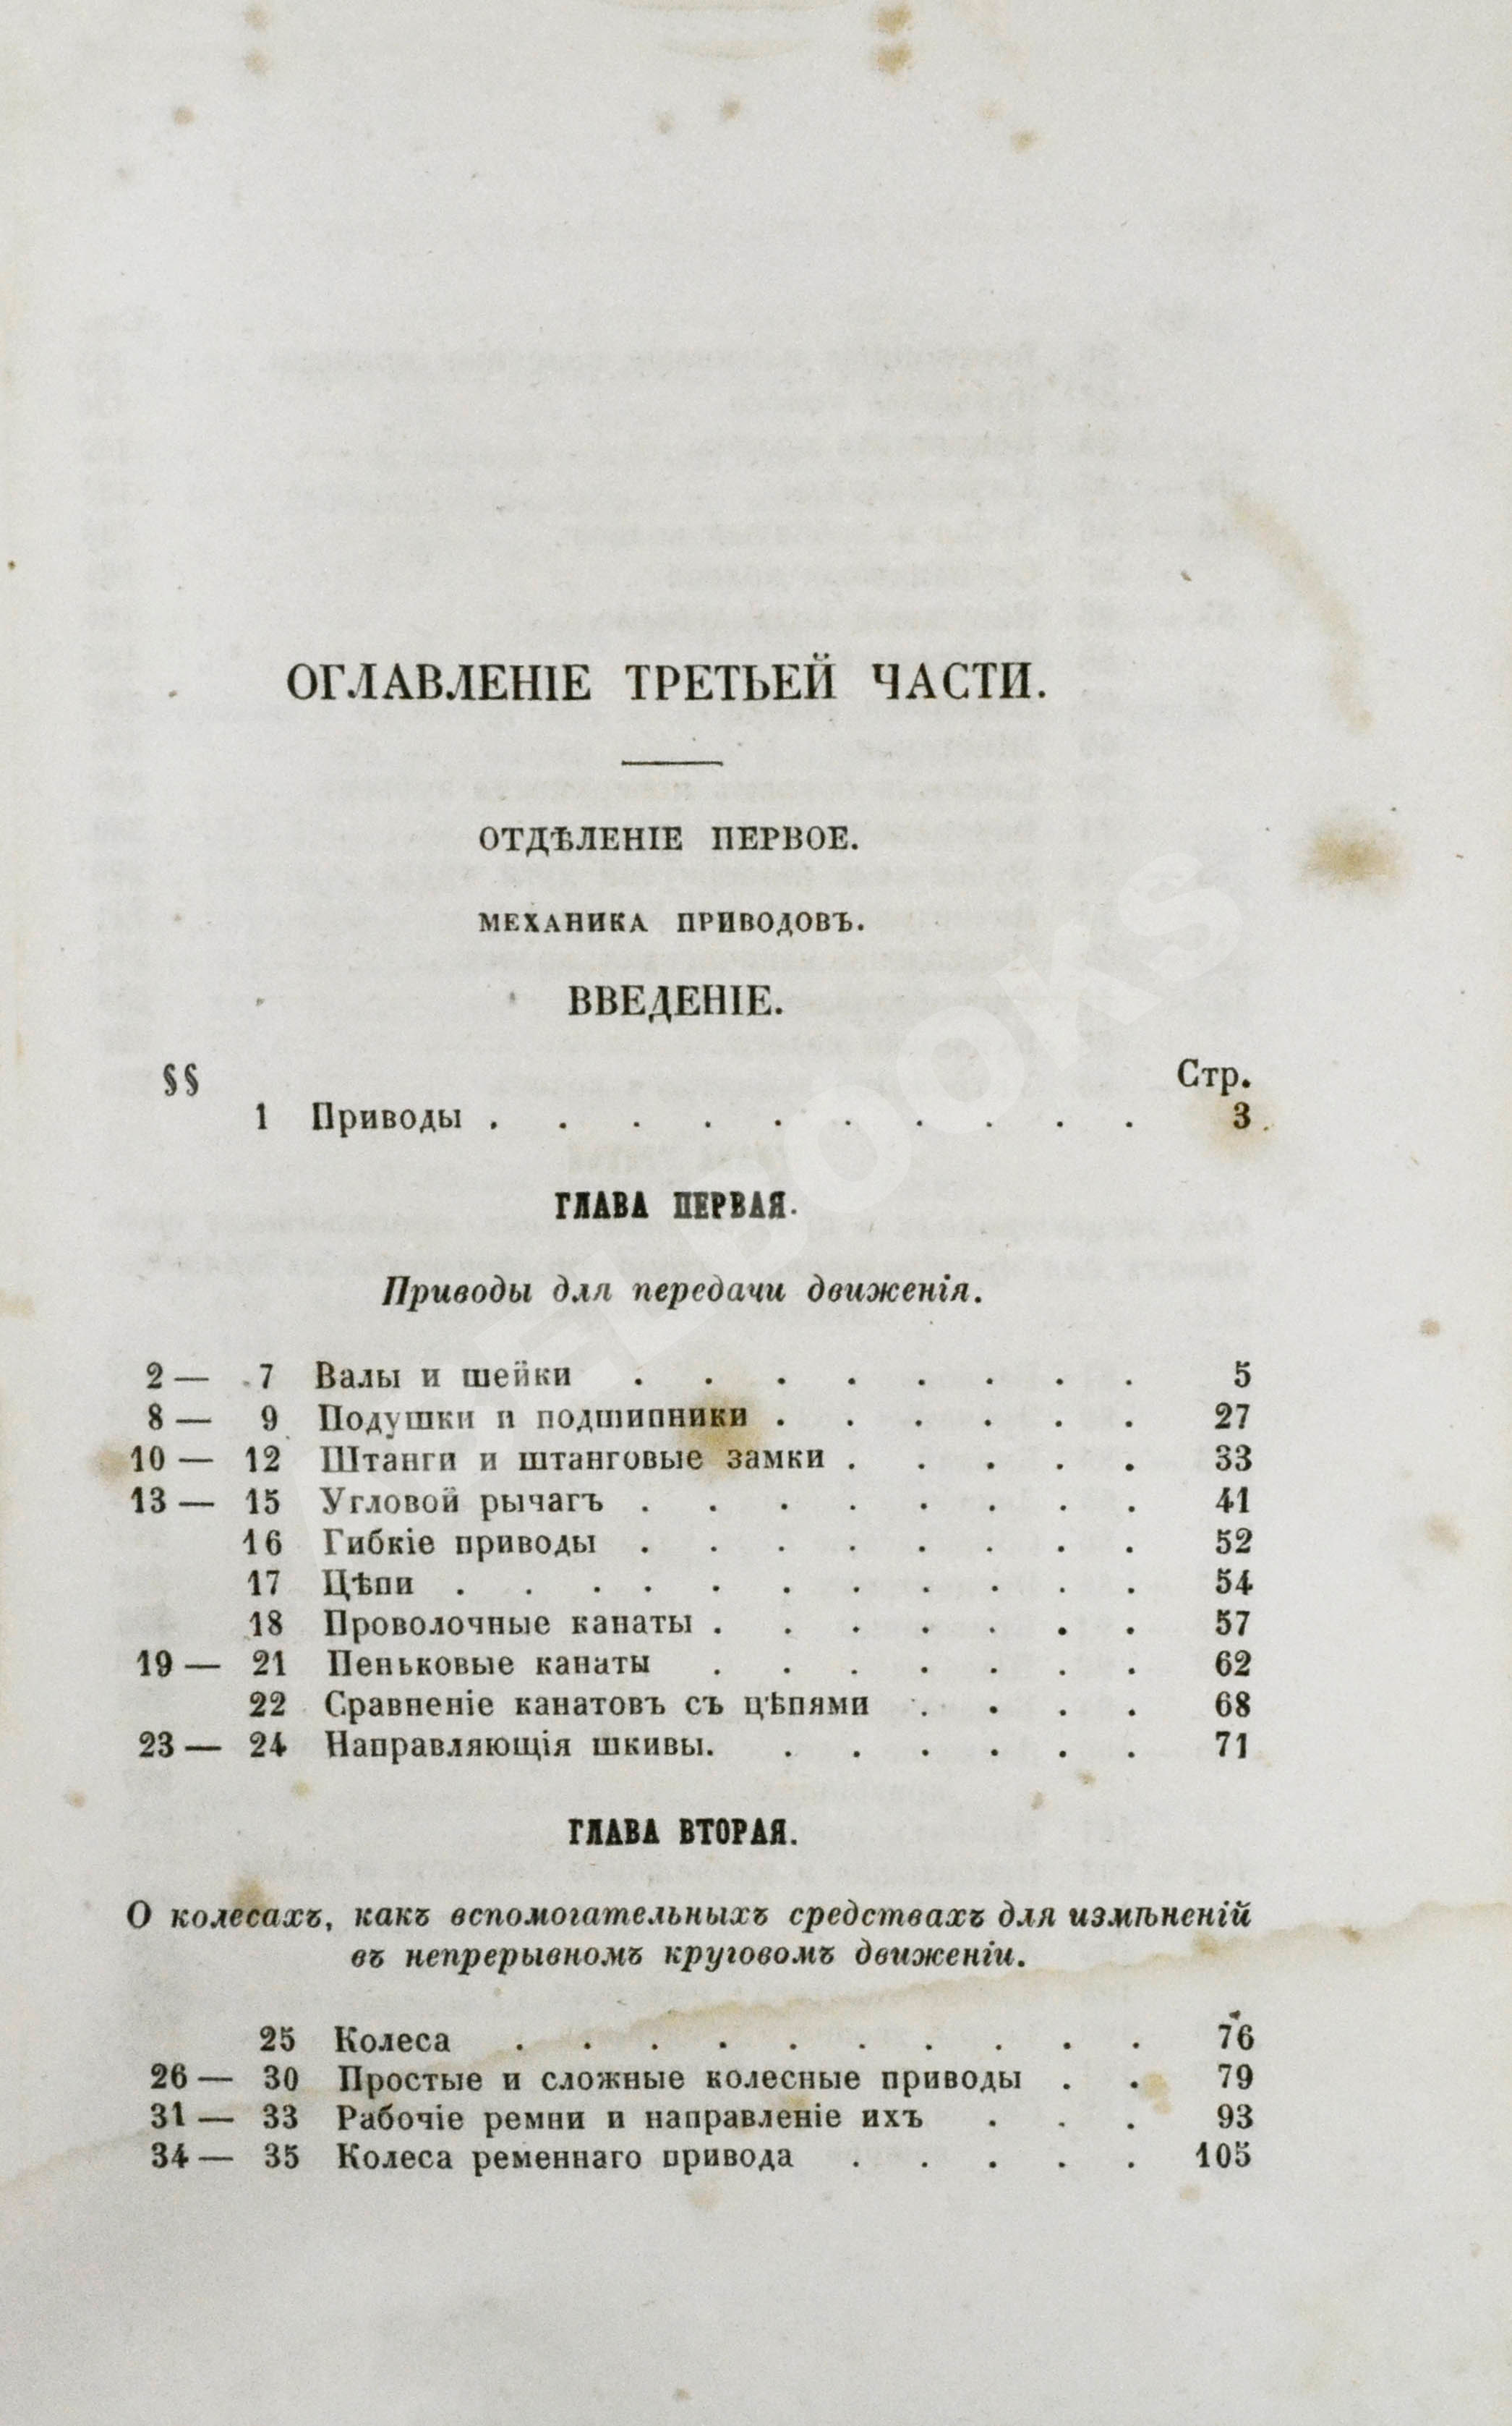 ОГЛАВЛЕНІЕ ТРЕТЬЕЙ ЧАСТИ.
ОТДѢЛЕНІЕ ПЕРВОЕ.
МЕХАНИКА ПРИВОДОВЪ.
ВВЕДЕНІЕ.
§§ Стр.
1 Приводы . . . . . . . . . . 3
ГЛАВА ПЕРВАЯ.
Приводы для передачи движенія.
2 — 7 Валы и шейки . . . . . . . . 5
8 — 9 Подушки и подшипники . . . . . . 27
10 — 12 Штанги и штанговые замки . . . . . 33
13 — 15 Угловой рычагъ . . . . . . . . 41
16 Гибкіе приводы . . . . . . . . 52
17 Цѣпи . . . . . . . . . . . 54
18 Проволочные канаты . . . . . . . 57
19 — 21 Пеньковые канаты . . . . . . . 62
22 Сравненіе канатовъ съ цѣпями . . . . 68
23 — 24 Направляющія шкивы. . . . . . . 71
ГЛАВА ВТОРАЯ.
О колесахъ, какъ вспомогательныхъ средствахъ для измѣненій
въ непрерывномъ круговомъ движеніи.
25 Колеса . . . . . . . . . . 76
26 — 30 Простые и сложные колесные приводы . . 79
31 — 33 Рабочіе ремни и направленіе ихъ . . . 93
34 — 35 Колеса ременнаго привода . . . . . 105